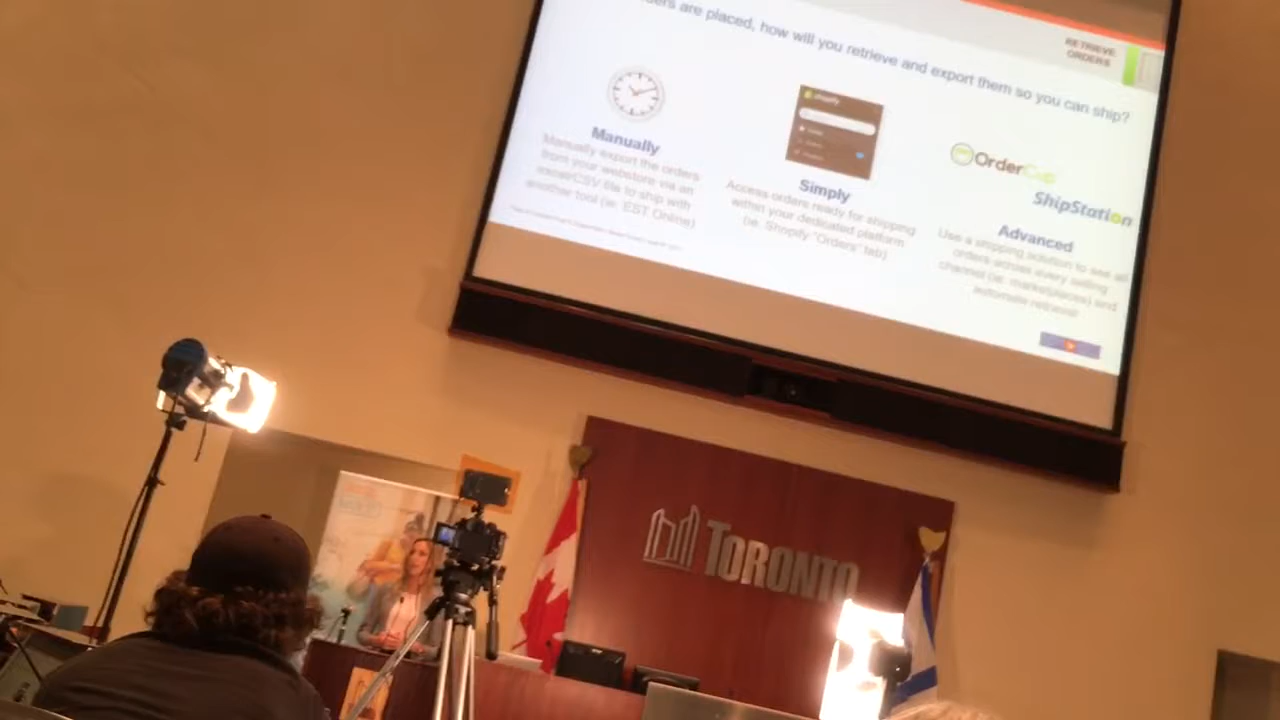 are placed, how will you retrieve and export them so you can ship?
RETRIEVE
ORDERS
Manually
Manually export the orders
from your webstore via an
excel/CSV file to ship with
another tool (ie: EST Online)
shopify
Simply
Access orders ready for shipping
within your dedicated platform
(ie: Shopify "Orders" tab)
OrderCup
ShipStation
Advanced
Use a shipping solution to see all
orders across every selling
channel (ie: marketplaces) and
automate retrieval
TORONTO